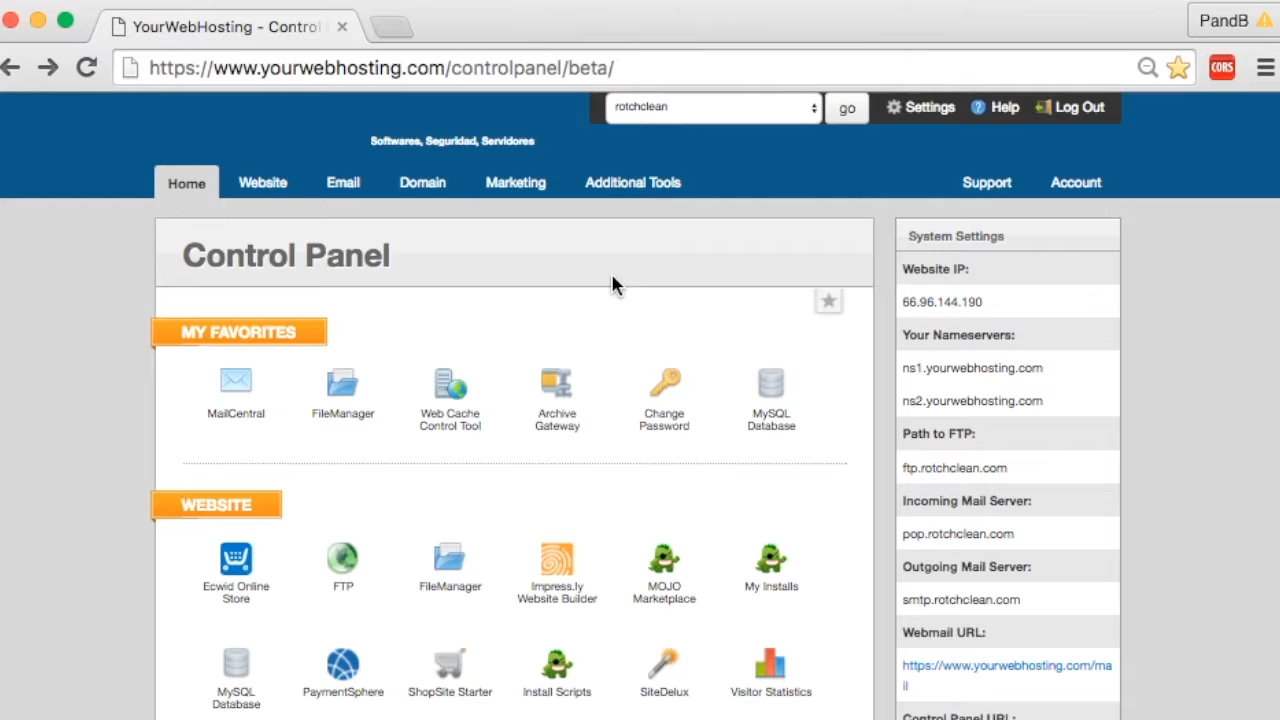 YourWebHosting - Control
PandB
https://www.yourwebhosting.com/controlpanel/beta/
CORS
rotchclean
go
Settings
Help
Log Out
Softwares, Seguridad, Servidores
Home
Website
Email
Domain
Marketing
Additional Tools
Support
Account
Control Panel
MY FAVORITES
MailCentral
FileManager
Web Cache
Control Tool
Archive
Gateway
Change
Password
MySQL
Database
WEBSITE
Ecwid Online
Store
FTP
FileManager
Impress.ly
Website Builder
MOJO
Marketplace
My Installs
MySQL
Database
PaymentSphere
ShopSite Starter
Install Scripts
SiteDelux
Visitor Statistics
System Settings
Website IP:
66.96.144.190
Your Nameservers:
ns1.yourwebhosting.com
ns2.yourwebhosting.com
Path to FTP:
ftp.rotchclean.com
Incoming Mail Server:
pop.rotchclean.com
Outgoing Mail Server:
smtp.rotchclean.com
Webmail URL:
https://www.yourwebhosting.com/ma
il
Control Panel URL: